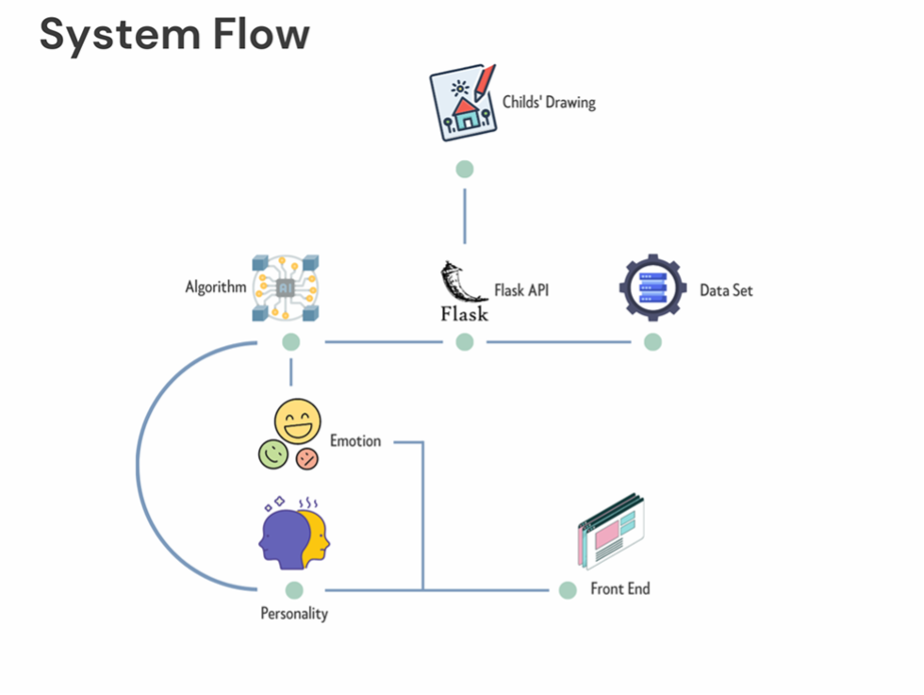 System Flow
Childs' Drawing
Algorithm
AI
Flask API
Flask
Data Set
Emotion
Personality
Front End